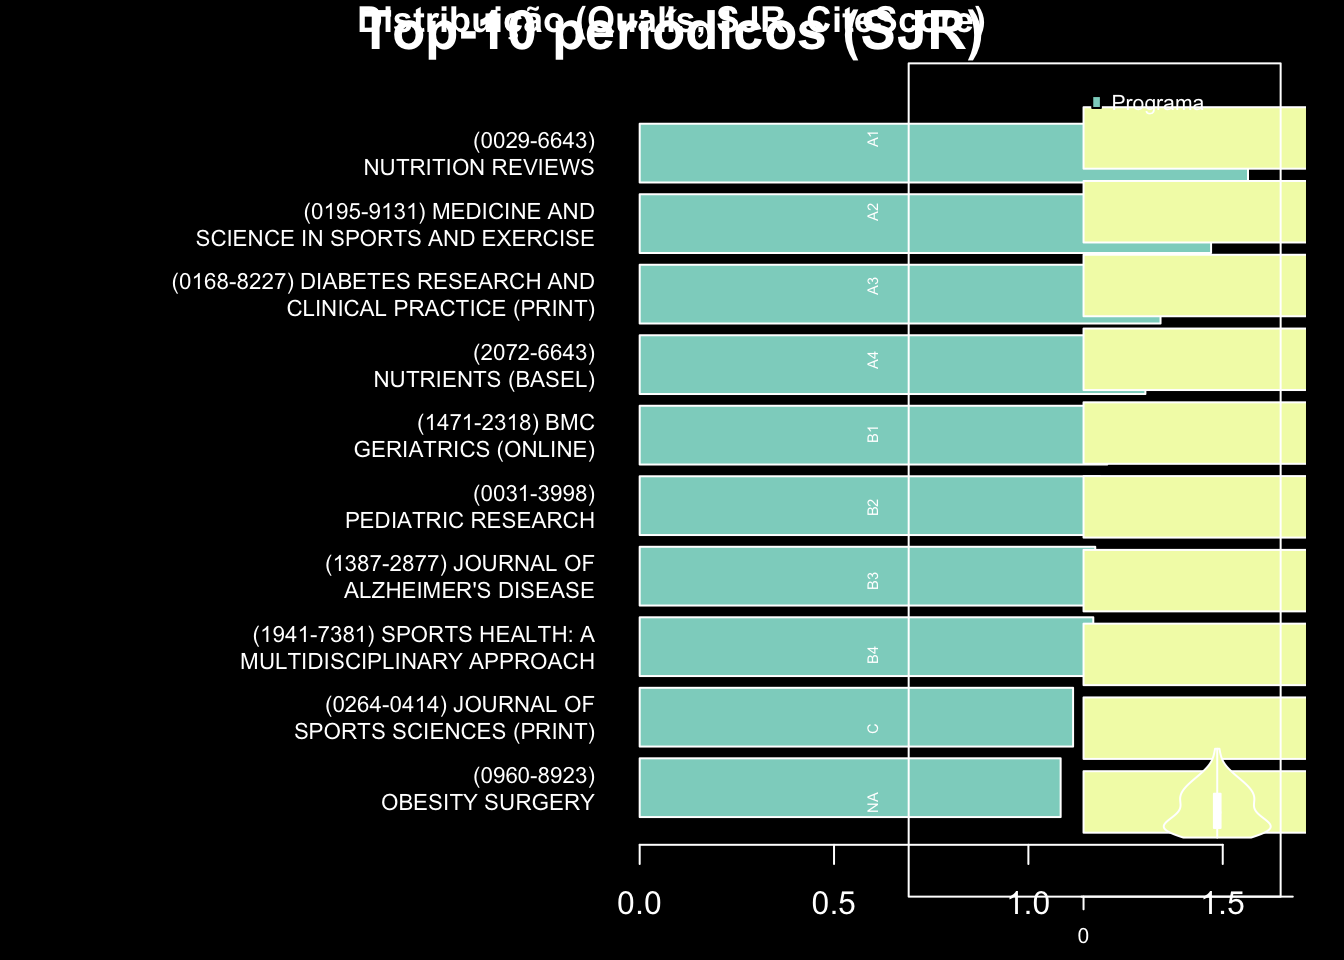 Distribuição (Qualis, SJR, CiteScore)
Top-10 periódicos (SJR)
Programa
(0029-6643)
NUTRITION REVIEWS
(0195-9131) MEDICINE AND
SCIENCE IN SPORTS AND EXERCISE
(0168-8227) DIABETES RESEARCH AND
CLINICAL PRACTICE (PRINT)
(2072-6643)
NUTRIENTS (BASEL)
(1471-2318) BMC
GERIATRICS (ONLINE)
(0031-3998)
PEDIATRIC RESEARCH
(1387-2877) JOURNAL OF
ALZHEIMER'S DISEASE
(1941-7381) SPORTS HEALTH: A
MULTIDISCIPLINARY APPROACH
(0264-0414) JOURNAL OF
SPORTS SCIENCES (PRINT)
(0960-8923)
OBESITY SURGERY
A1
A2
A3
A4
B1
B2
B3
B4
C
NA
0.0 0.5 1.0 1.5
0